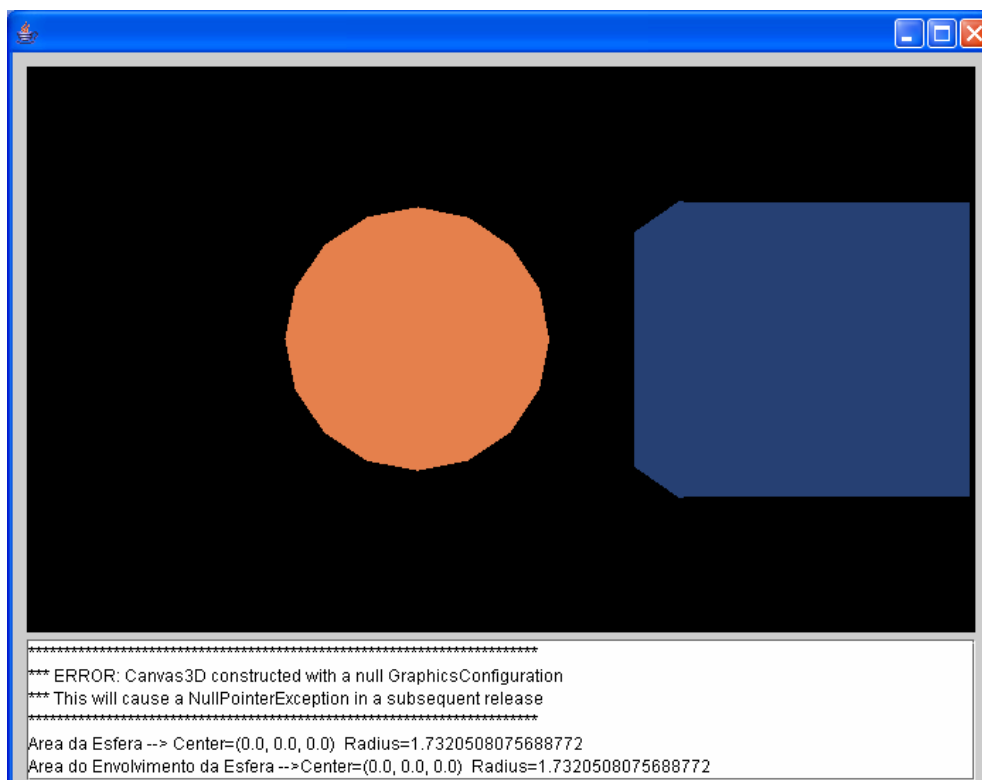 ******************************************************************************
*** ERROR: Canvas3D constructed with a null GraphicsConfiguration
*** This will cause a NullPointerException in a subsequent release
******************************************************************************
Area da Esfera --> Center=(0.0, 0.0, 0.0)  Radius=1.7320508075688772
Area do Envolvimento da Esfera -->Center=(0.0, 0.0, 0.0)  Radius=1.7320508075688772